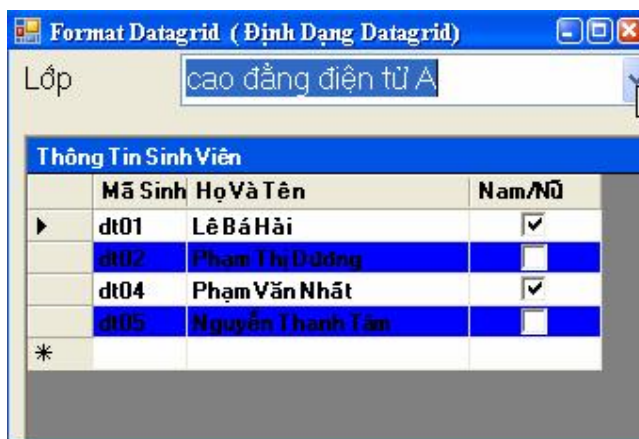 Format Datagrid ( Định Dạng Datagrid)
Lớp cao đẳng điện tử A
Thông Tin Sinh Viên
Mã Sinh Họ Và Tên Nam/Nữ
dt01 Lê Bá Hải
dt02 Phạm Thị Dương
dt04 Phạm Văn Nhất
dt05 Nguyễn Thanh Tâm